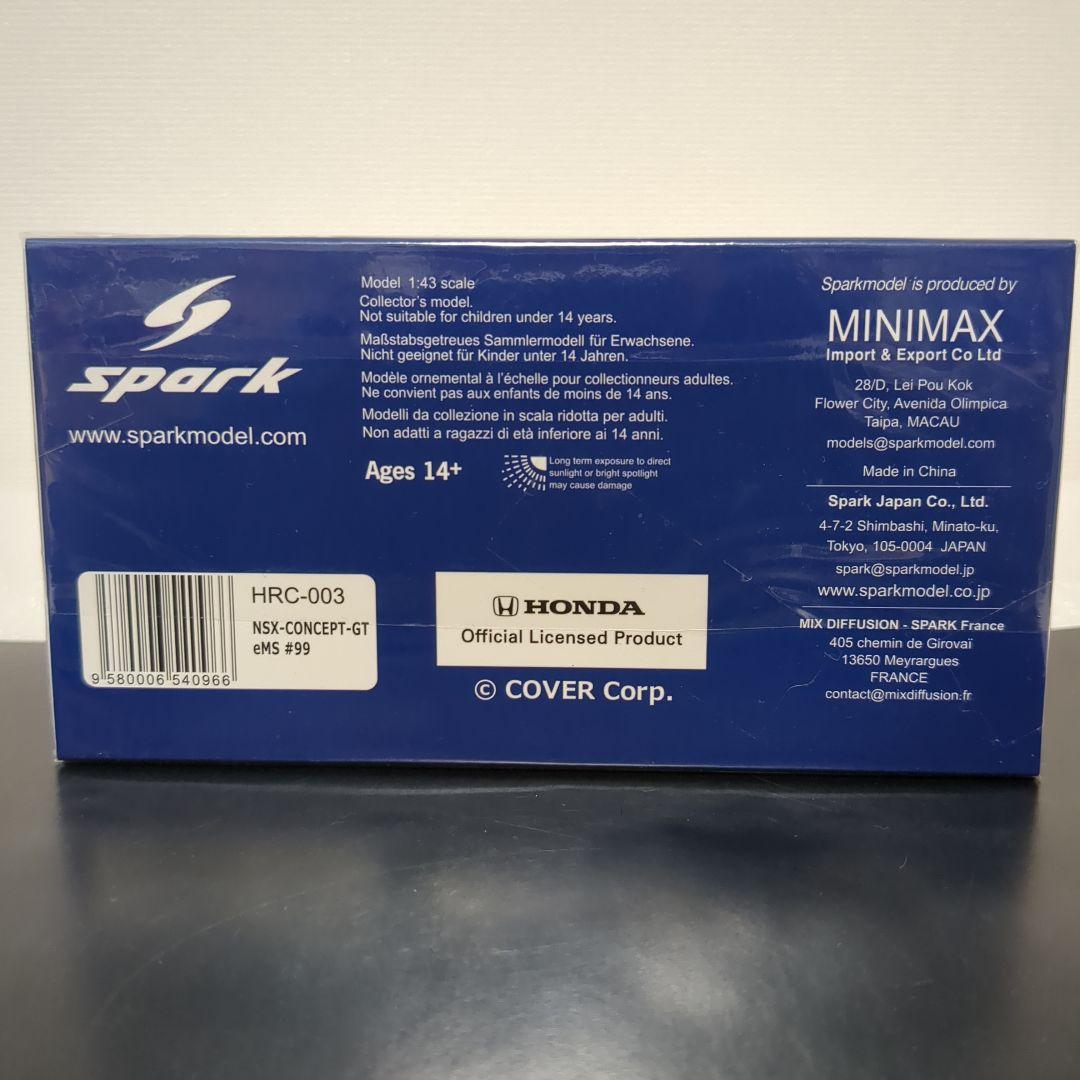 spark
www.sparkmodel.com
Model 1:43 scale
Collector's model.
Not suitable for children under 14 years.
Maßstabsgetreues Sammlermodell für Erwachsene.
Nicht geeignet für Kinder unter 14 Jahren.
Modèle ornemental à l'échelle pour collectionneurs adultes.
Ne convient pas aux enfants de moins de 14 ans.
Modelli da collezione in scala ridotta per adulti.
Non adatti a ragazzi di età inferiore ai 14 anni.
Ages 14+
Long term exposure to direct
sunlight or bright spotlight
may cause damage
Sparkmodel is produced by
MINIMAX
Import & Export Co Ltd
28/D, Lei Pou Kok
Flower City, Avenida Olimpica
Taipa, MACAU
models@sparkmodel.com
Made in China
Spark Japan Co., Ltd.
4-7-2 Shimbashi, Minato-ku,
Tokyo, 105-0004 JAPAN
spark@sparkmodel.jp
www.sparkmodel.co.jp
MIX DIFFUSION - SPARK France
405 chemin de Girovaï
13650 Meyrargues
FRANCE
contact@mixdiffusion.fr
HRC-003
NSX-CONCEPT-GT
eMS #99
9 580006 540966
HONDA
Official Licensed Product
© COVER Corp.